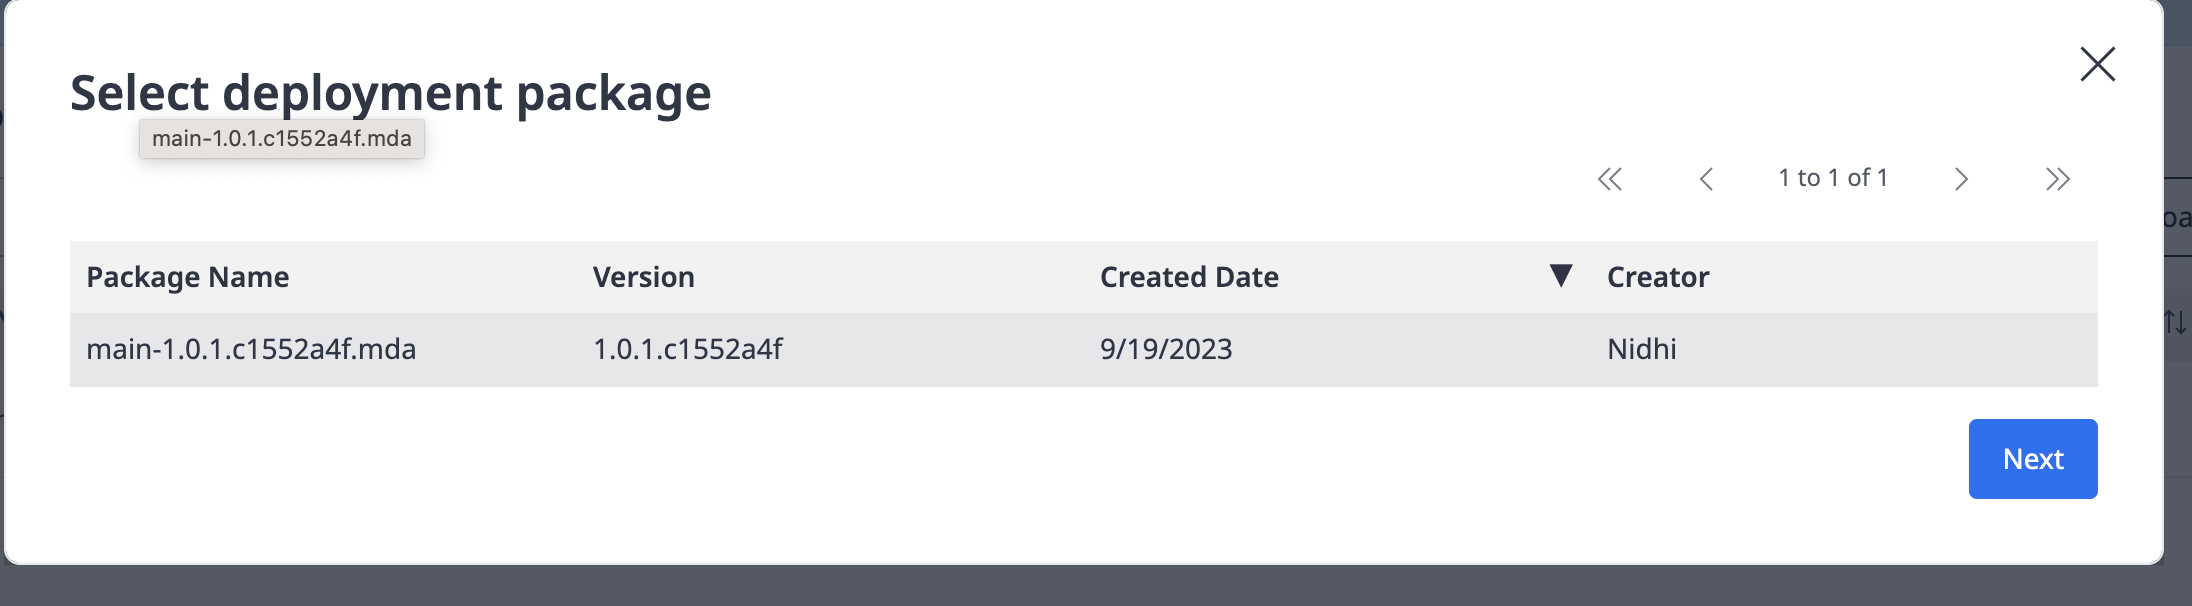 Select deployment package
main-1.0.1.c1552a4f.mda
1 to 1 of 1
Package Name Version Created Date Creator
main-1.0.1.c1552a4f.mda 1.0.1.c1552a4f 9/19/2023 Nidhi
Next